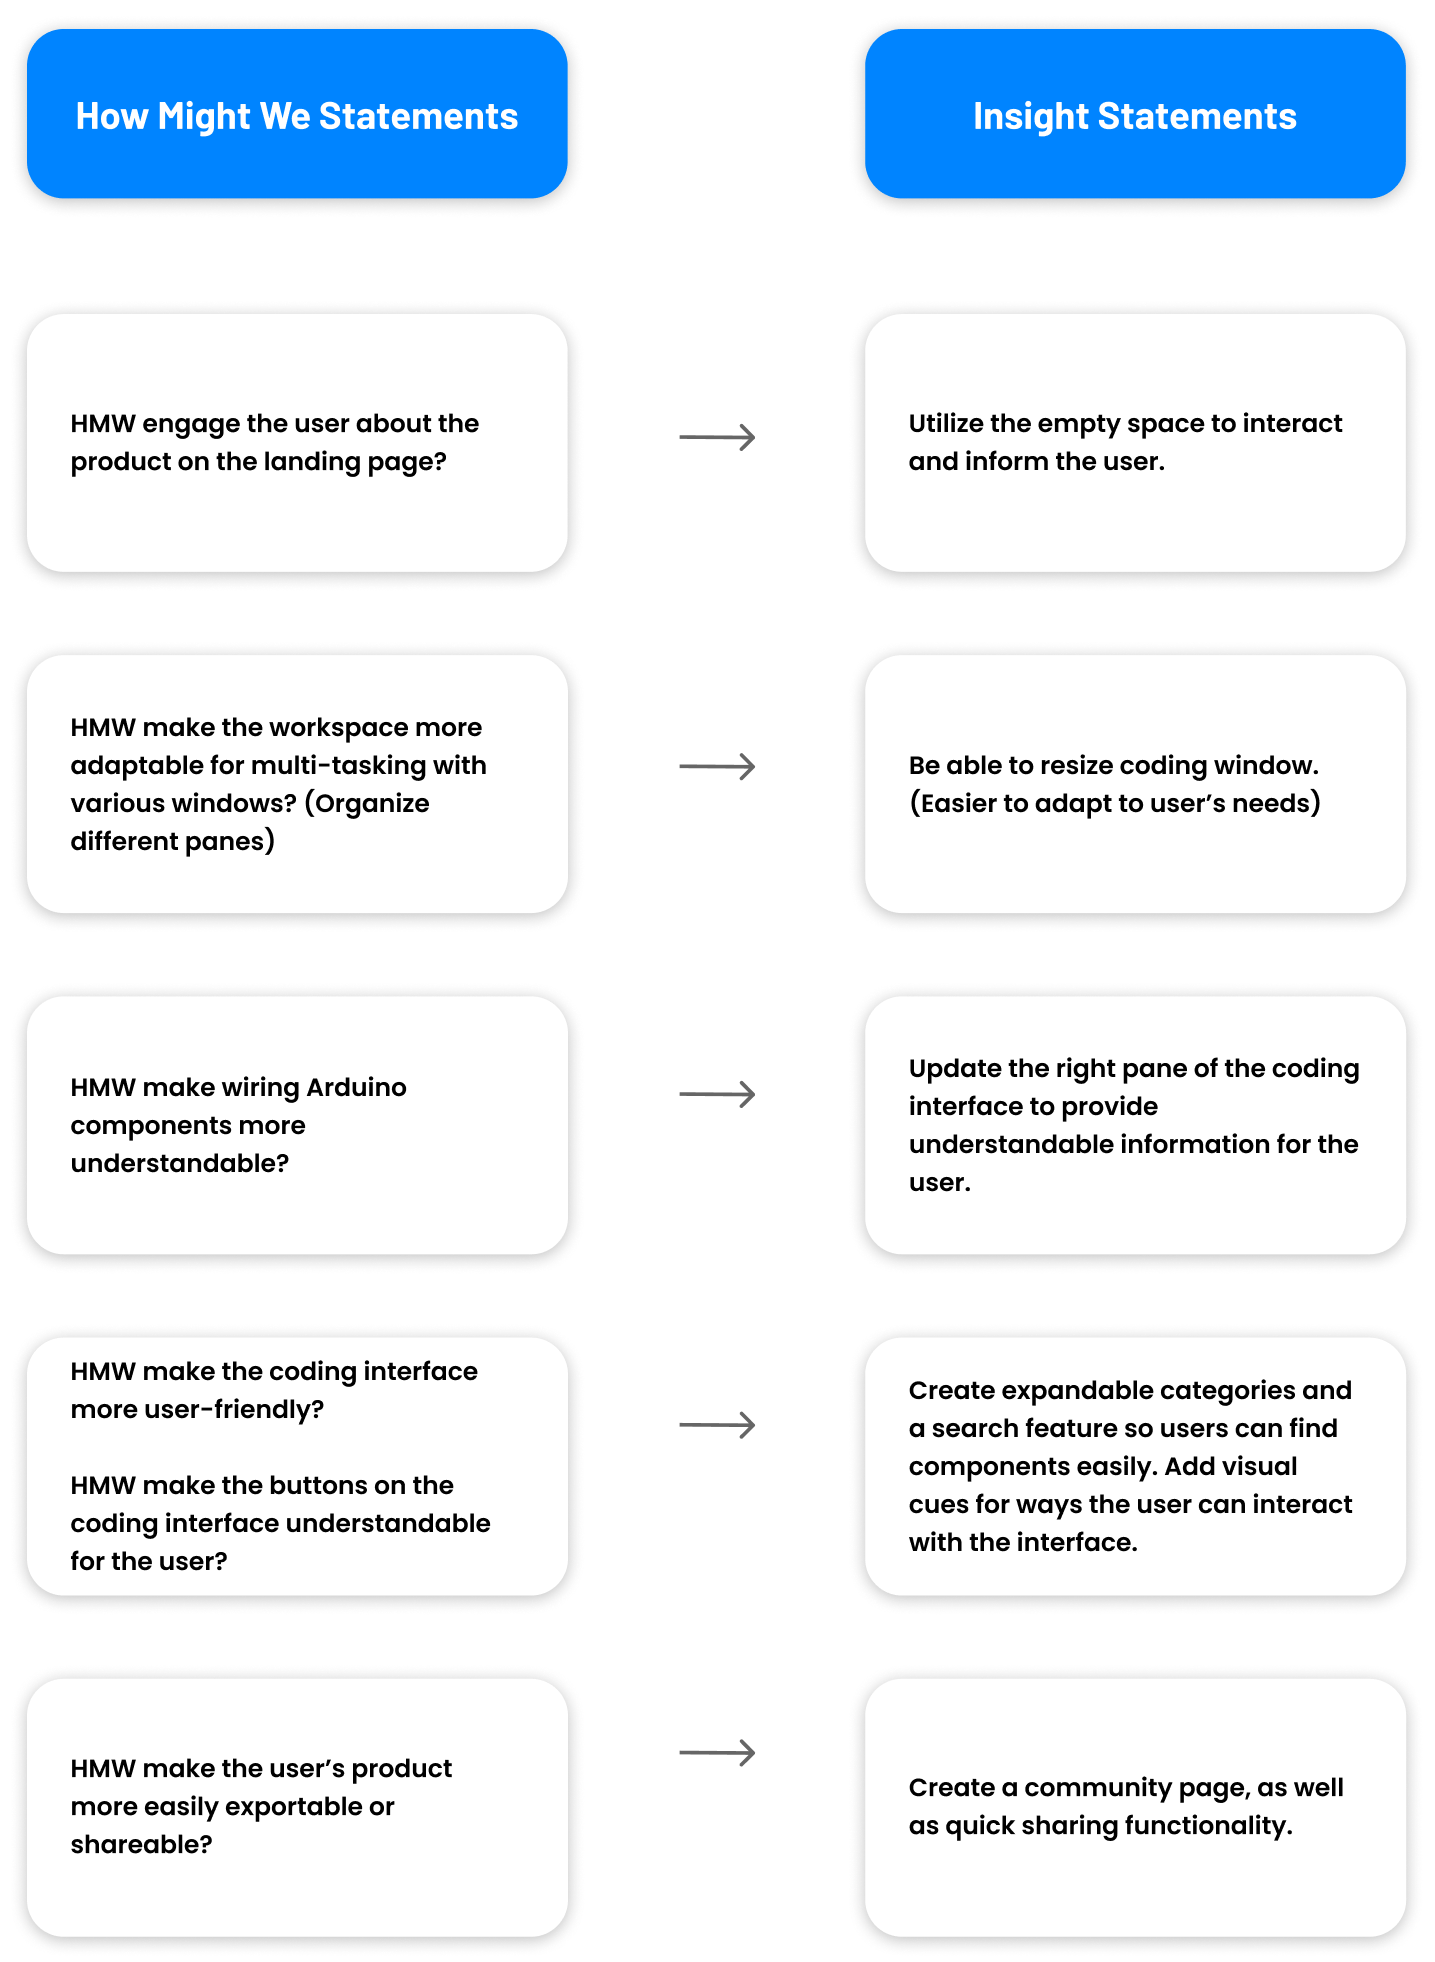 How Might We Statements
Insight Statements
HMW engage the user about the
product on the landing page?
Utilize the empty space to interact
and inform the user.
HMW make the workspace more
adaptable for multi-tasking with
various windows? (Organize
different panes)
Be able to resize coding window.
(Easier to adapt to user’s needs)
HMW make wiring Arduino
components more
understandable?
Update the right pane of the coding
interface to provide
understandable information for the
user.
HMW make the coding interface
more user-friendly?
HMW make the buttons on the
coding interface understandable
for the user?
Create expandable categories and
a search feature so users can find
components easily. Add visual
cues for ways the user can interact
with the interface.
HMW make the user’s product
more easily exportable or
shareable?
Create a community page, as well
as quick sharing functionality.